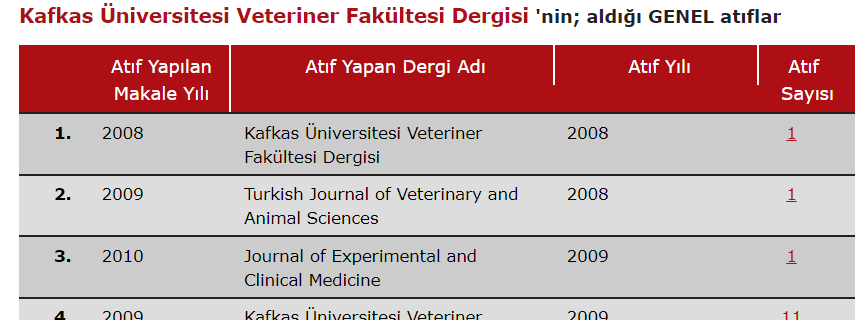 Kafkas Üniversitesi Veteriner Fakültesi Dergisi 'nin; aldığı GENEL atıflar
Atıf Yapılan Makale Yılı Atıf Yapan Dergi Adı Atıf Yılı Atıf Sayısı
1. 2008 Kafkas Üniversitesi Veteriner 2008 1
Fakültesi Dergisi
2. 2009 Turkish Journal of Veterinary and 2008 1
Animal Sciences
3. 2010 Journal of Experimental and 2009 1
Clinical Medicine
4. 2009 Kafkas Üniversitesi Veteriner 2009 11